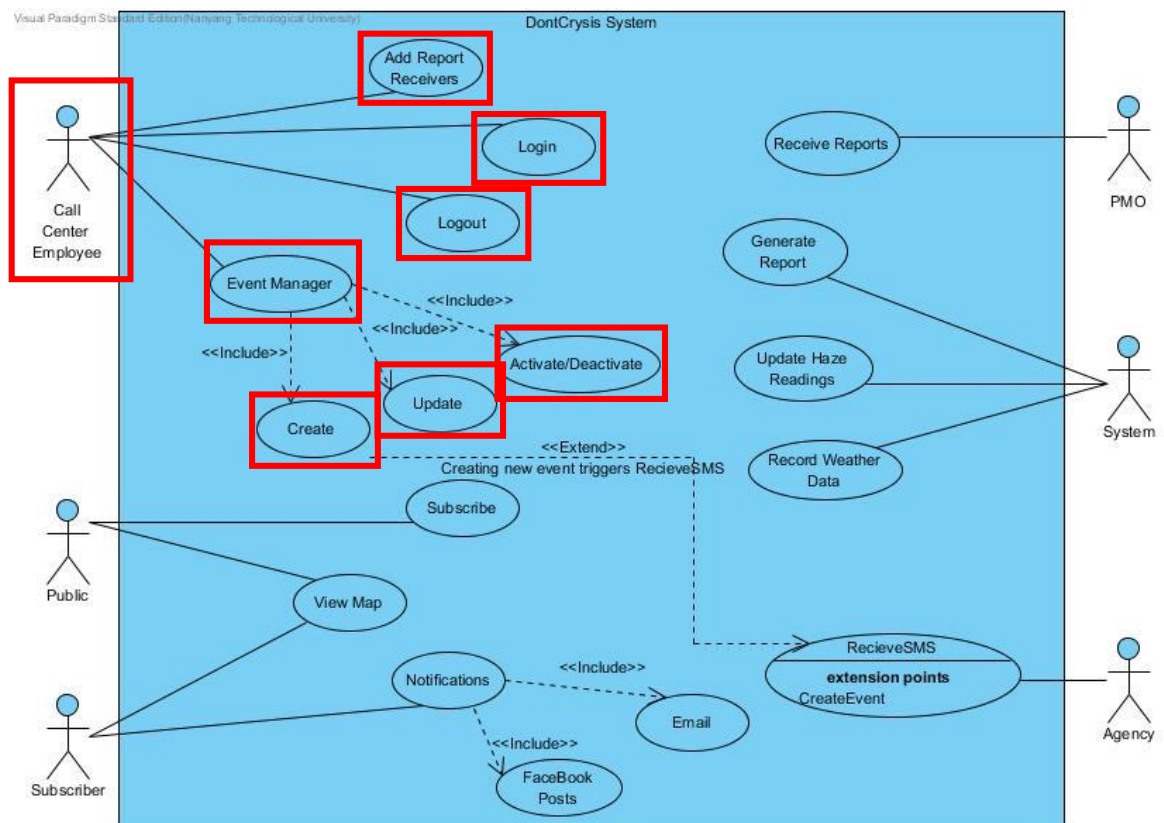 Visual Paradigm Standard Edition(Nanyang Technological University)
DontCrysis System
Add Report
Receivers
Login
Receive Reports
Call
Center
Employee
PMO
Logout
Generate
Report
Event Manager
<<Include>>
<<Include>>
<<Include>>
Activate/Deactivate
Update Haze
Readings
Update
Create
System
<<Extend>>
Creating new event triggers RecieveSMS
Record Weather
Data
Subscribe
Public
View Map
RecieveSMS
extension points
CreateEvent
<<Include>>
Notifications
Email
Agency
<<Include>>
Subscriber
FaceBook
Posts